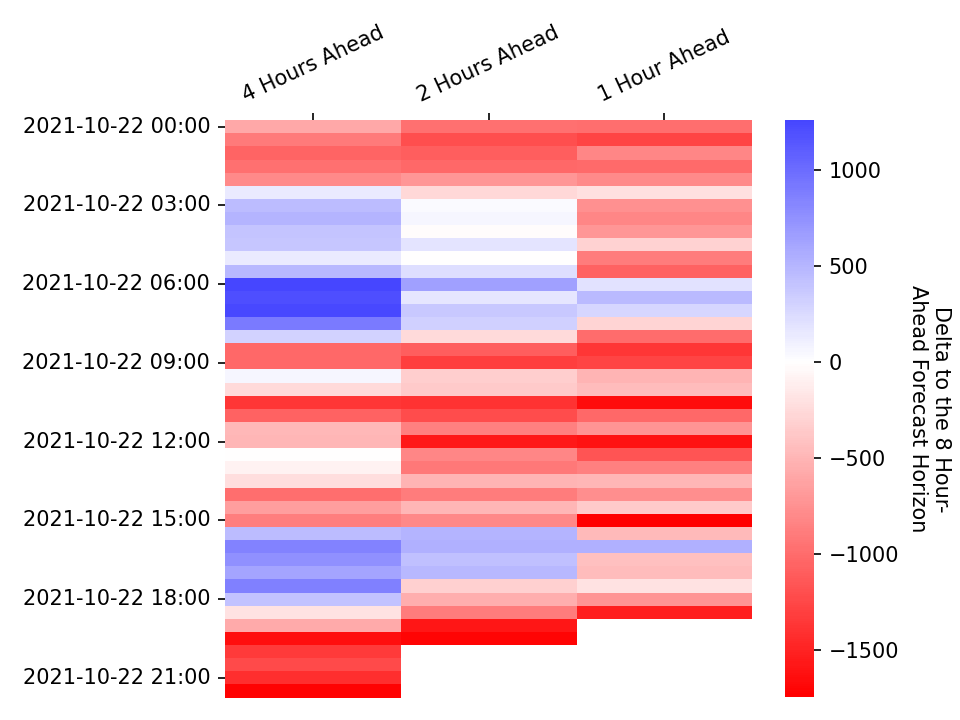 4 Hours Ahead
2 Hours Ahead
1 Hour Ahead
2021-10-22 00:00
2021-10-22 03:00
2021-10-22 06:00
2021-10-22 09:00
2021-10-22 12:00
2021-10-22 15:00
2021-10-22 18:00
2021-10-22 21:00
1000
500
0
−500
−1000
−1500
Delta to the 8 Hour-
Ahead Forecast Horizon